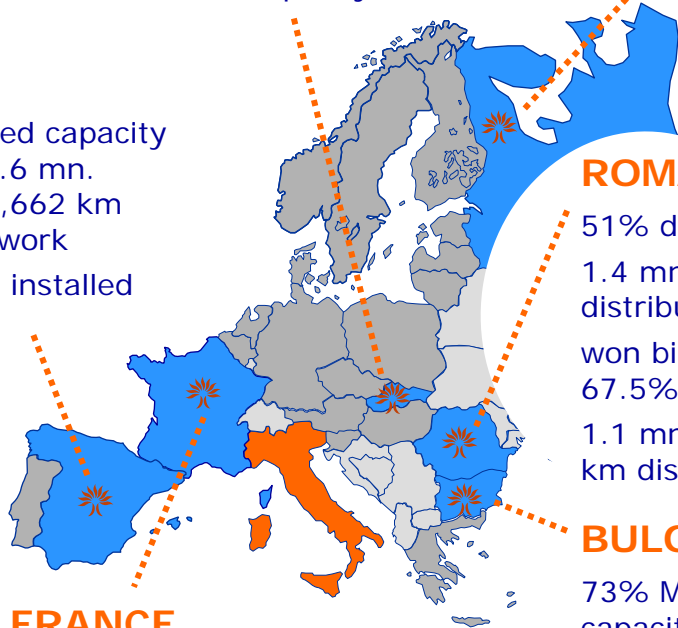 ed capacity
.6 mn.
,662 km
work
installed
FRANCE
ROM
51% d
1.4 mn
distribu
won bi
67.5%
1.1 mn
km dis
BULG
73% M
capacit